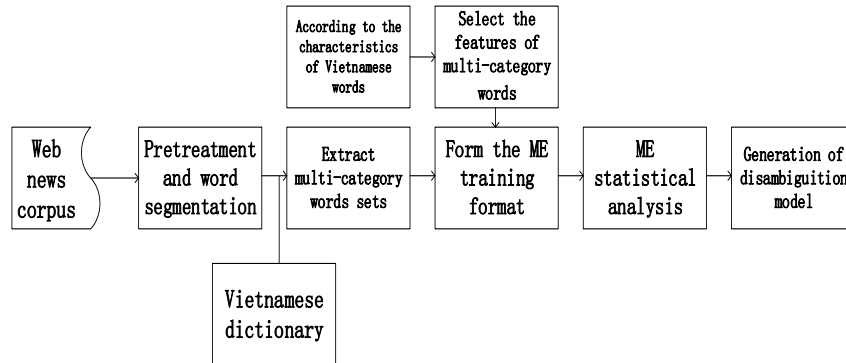 According to the
characteristics
of Vietnamese
words
Select the
features of
multi-category
words
Web
news
corpus
Pretreatment
and word
segmentation
Extract
multi-category
words sets
Form the ME
training
format
ME
statistical
analysis
Generation of
disambiguition
model
Vietnamese
dictionary